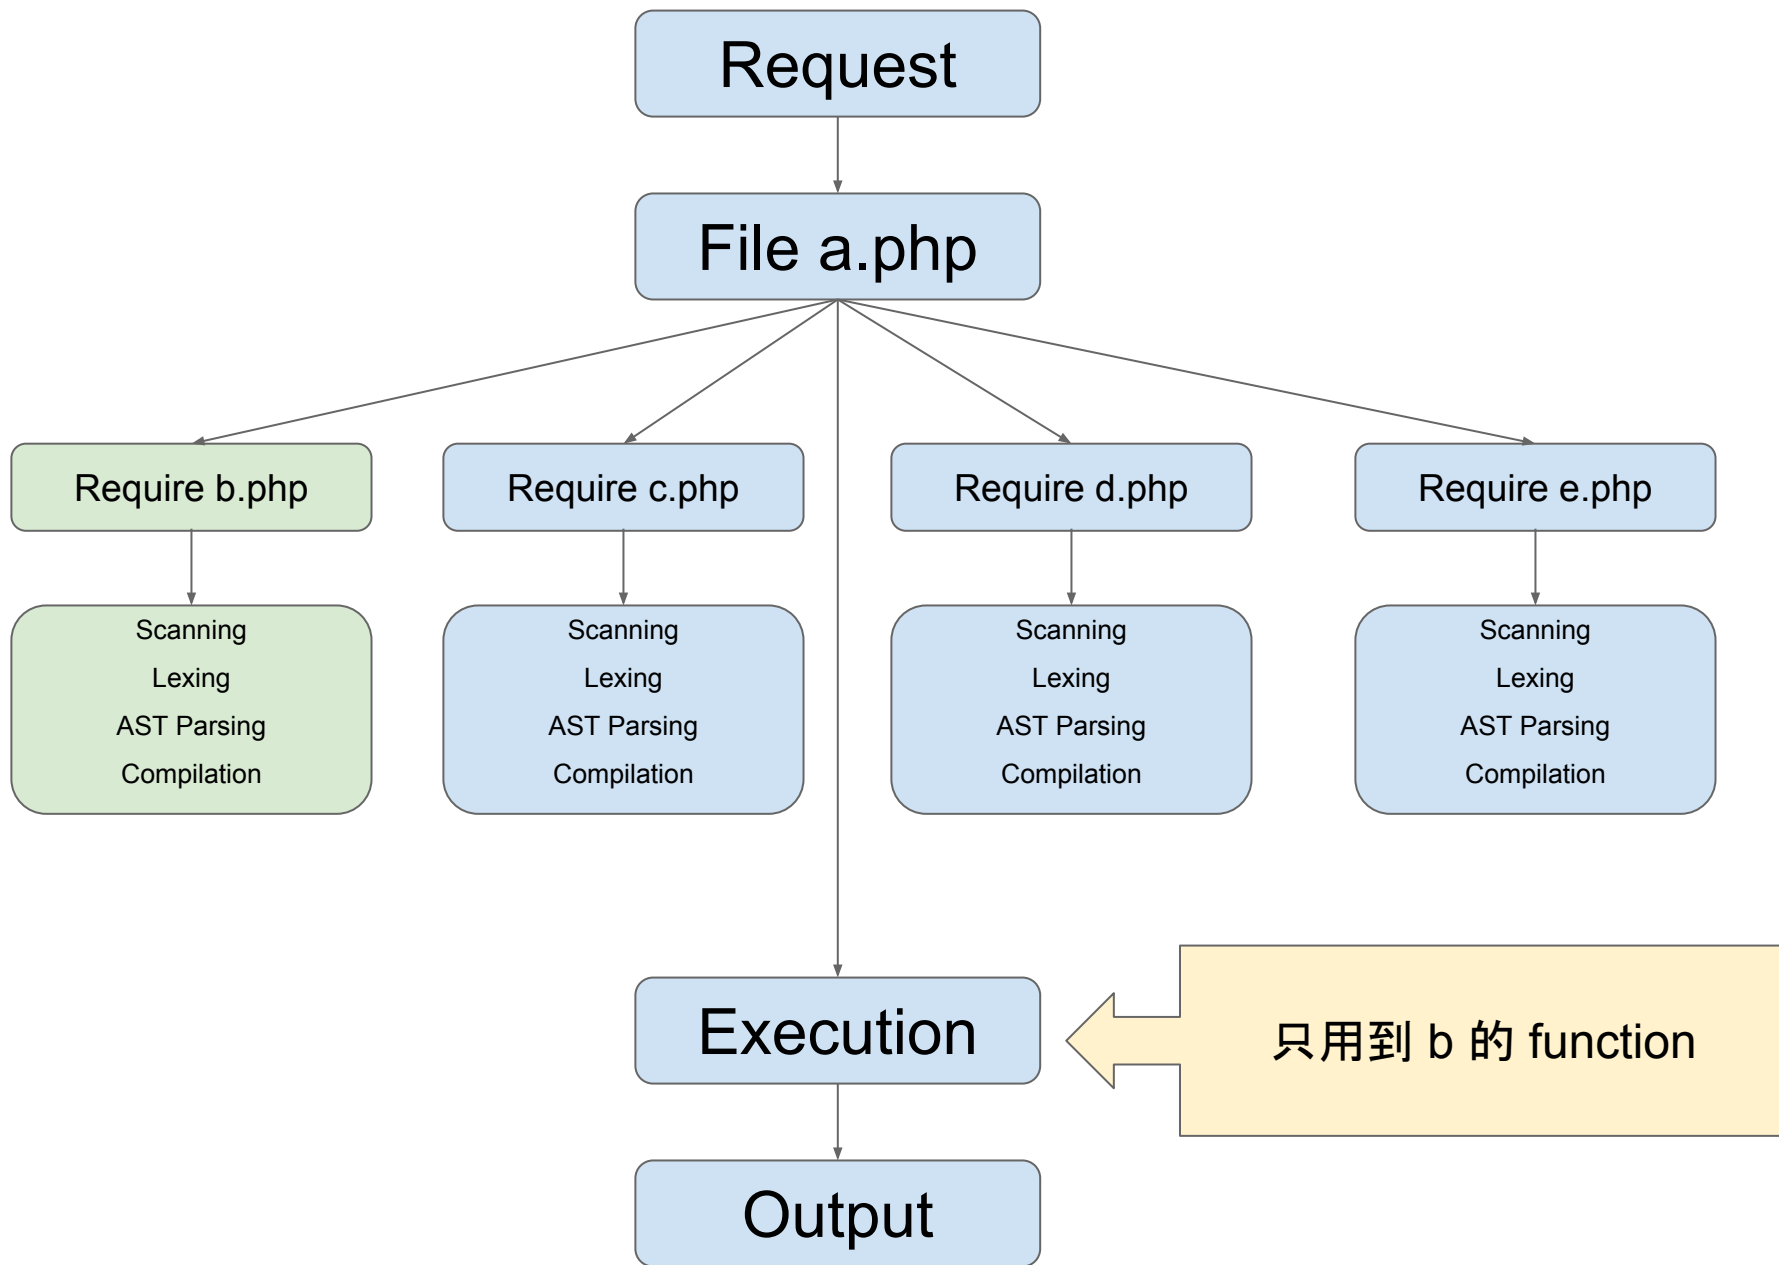 Request
File a.php
Require b.php
Require c.php
Require d.php
Require e.php
Scanning
Lexing
AST Parsing
Compilation
Scanning
Lexing
AST Parsing
Compilation
Scanning
Lexing
AST Parsing
Compilation
Scanning
Lexing
AST Parsing
Compilation
Execution
只用到 b 的 function
Output